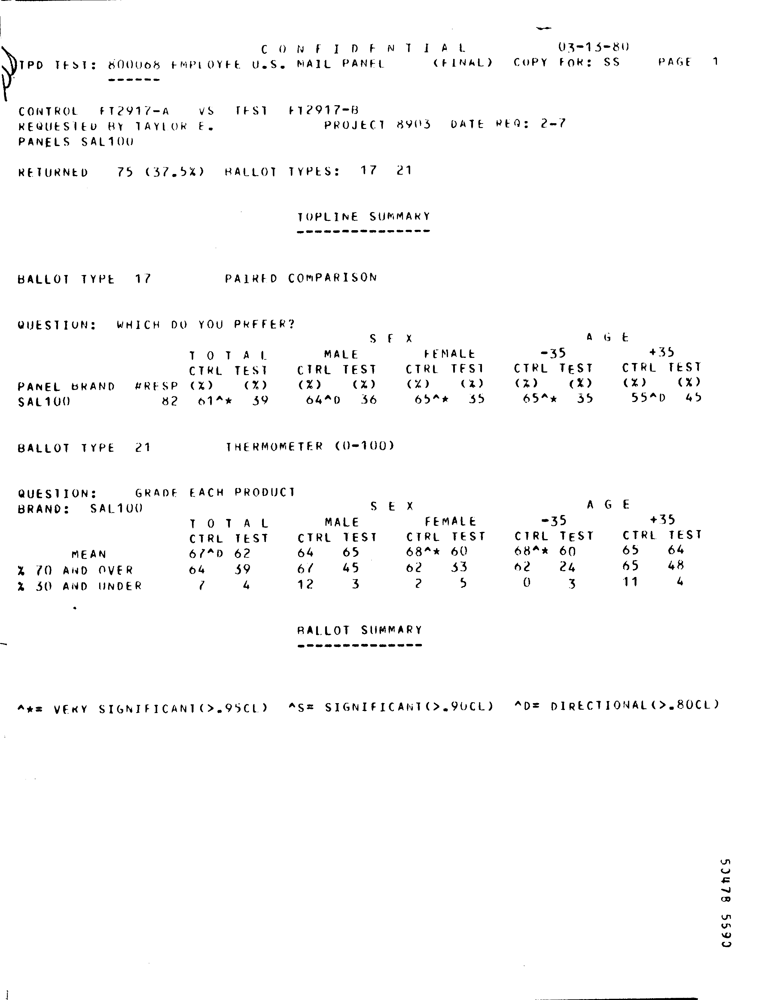 C O N F I D E N T I A L 03-13-80
TPD TEST: 800068 EMPLOYEE U.S. MAIL PANEL (FINAL) COPY FOR: SS PAGE 1
CONTROL FT2917-A VS TEST FT2917-B
REQUESTED BY TAYLOR E. PROJECT 8903 DATE REQ: 2-7
PANELS SAL100
RETURNED 75 (37.5%) BALLOT TYPES: 17 21
TOPLINE SUMMARY
BALLOT TYPE 17 PAIRED COMPARISON
QUESTION: WHICH DO YOU PREFER?
S E X A G E
T O T A L MALE FEMALE -35 +35
CTRL TEST CTRL TEST CTRL TEST CTRL TEST CTRL TEST
PANEL BRAND #RESP (%) (%) (%) (%) (%) (%) (%) (%) (%) (%)
SAL100 82 61^* 39 64^D 36 65^* 35 65^* 35 55^D 45
BALLOT TYPE 21 THERMOMETER (0-100)
QUESTION: GRADE EACH PRODUCT
BRAND: SAL100 S E X A G E
T O T A L MALE FEMALE -35 +35
CTRL TEST CTRL TEST CTRL TEST CTRL TEST CTRL TEST
MEAN 67^D 62 64 65 68^* 60 68^* 60 65 64
% 70 AND OVER 64 39 67 45 62 33 62 24 65 48
% 30 AND UNDER 7 4 12 3 2 5 0 3 11 4
BALLOT SUMMARY
^*= VERY SIGNIFICANT(>.95CL) ^S= SIGNIFICANT(>.90CL) ^D= DIRECTIONAL(>.80CL)
50478 5590